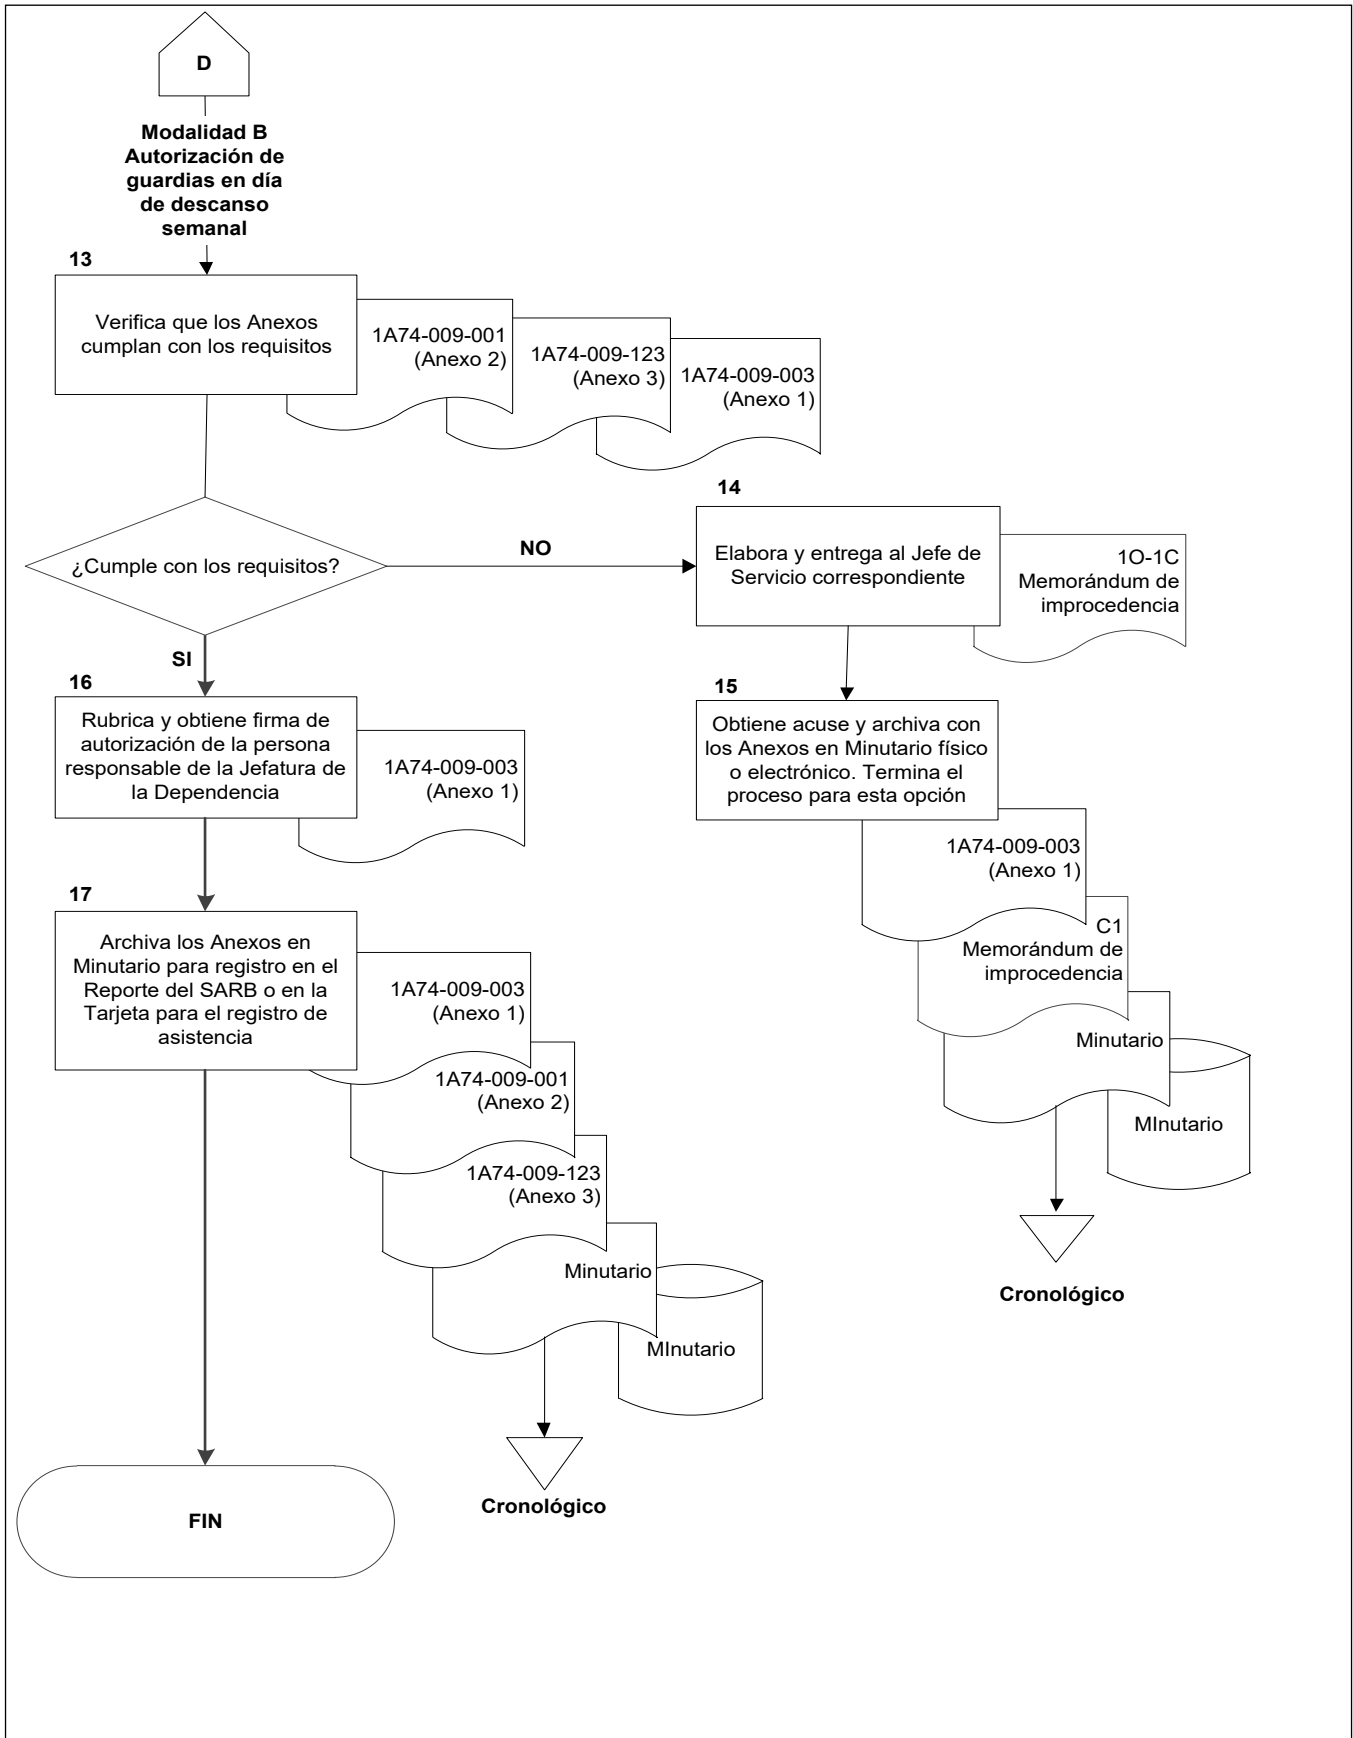 D
Modalidad B
Autorización de
guardias en día
de descanso
semanal
13
Verifica que los Anexos
cumplan con los requisitos
1A74-009-001
(Anexo 2)
1A74-009-123
(Anexo 3)
1A74-009-003
(Anexo 1)
¿Cumple con los requisitos?
NO
14
Elabora y entrega al Jefe de
Servicio correspondiente
1O-1C
Memorándum de
improcedencia
SI
15
Obtiene acuse y archiva con
los Anexos en Minutario físico
o electrónico. Termina el
proceso para esta opción
1A74-009-003
(Anexo 1)
C1
Memorándum de
improcedencia
Minutario
MInutario
Cronológico
16
Rubrica y obtiene firma de
autorización de la persona
responsable de la Jefatura de
la Dependencia
1A74-009-003
(Anexo 1)
17
Archiva los Anexos en
Minutario para registro en el
Reporte del SARB o en la
Tarjeta para el registro de
asistencia
1A74-009-003
(Anexo 1)
1A74-009-001
(Anexo 2)
1A74-009-123
(Anexo 3)
Minutario
MInutario
Cronológico
FIN